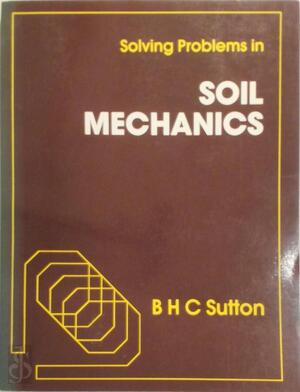 Solving Problems in
SOIL
MECHANICS
B H C Sutton